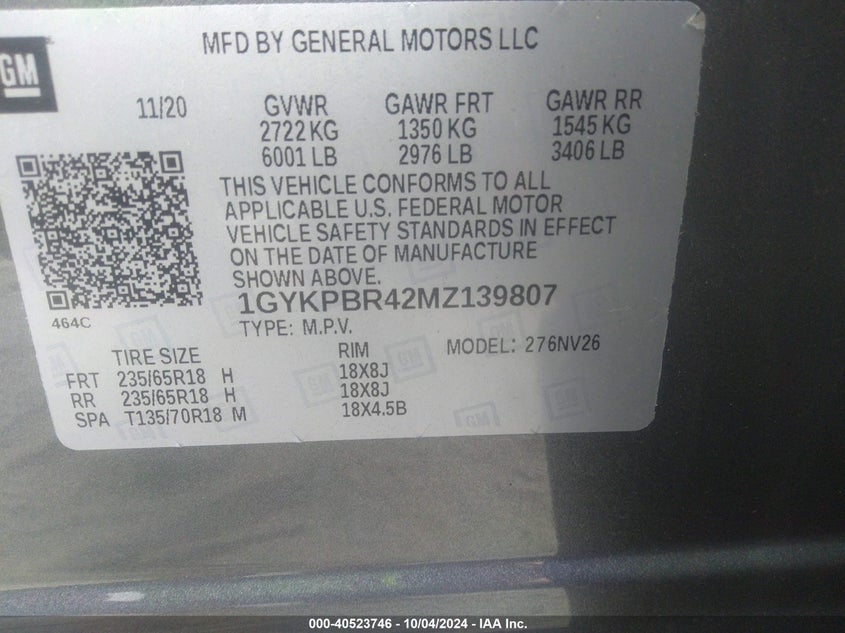 GM
MFD BY GENERAL MOTORS LLC
11/20 GVWR GAWR FRT GAWR RR
2722 KG 1350 KG 1545 KG
6001 LB 2976 LB 3406 LB
THIS VEHICLE CONFORMS TO ALL
APPLICABLE U.S. FEDERAL MOTOR
VEHICLE SAFETY STANDARDS IN EFFECT
ON THE DATE OF MANUFACTURE
SHOWN ABOVE.
464C
1GYKPBR42MZ139807
TYPE: M.P.V.
MODEL: 276NV26
TIRE SIZE RIM
FRT 235/65R18 H 18X8J
RR 235/65R18 H 18X8J
SPA T135/70R18 M 18X4.5B
000-40523746 - 10/04/2024 - IAA Inc.